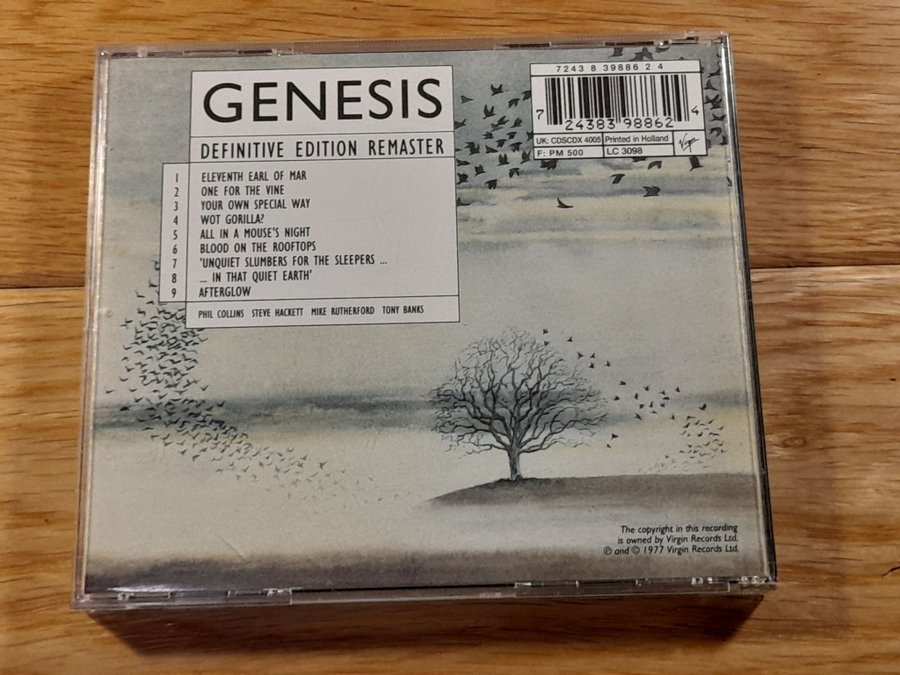 GENESIS
DEFINITIVE EDITION REMASTER
1 ELEVENTH EARL OF MAR
2 ONE FOR THE VINE
3 YOUR OWN SPECIAL WAY
4 WOT GORILLA?
5 ALL IN A MOUSE'S NIGHT
6 BLOOD ON THE ROOFTOPS
7 'UNQUIET SLUMBERS FOR THE SLEEPERS ...
8 ... IN THAT QUIET EARTH'
9 AFTERGLOW
PHIL COLLINS STEVE HACKETT MIKE RUTHERFORD TONY BANKS
7243 8 39886 2 4
7 24383 98862 4
UK: CDSCDX 4005 Printed in Holland
F: PM 500 LC 3098 Virgin
The copyright in this recording
is owned by Virgin Records Ltd.
℗ and © 1977 Virgin Records Ltd.